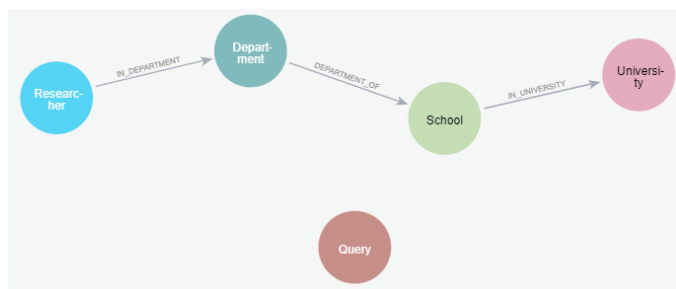 Depart-
ment
IN_DEPARTMENT
Researc-
her
DEPARTMENT_OF
School
IN_UNIVERSITY
Universi-
ty
Query